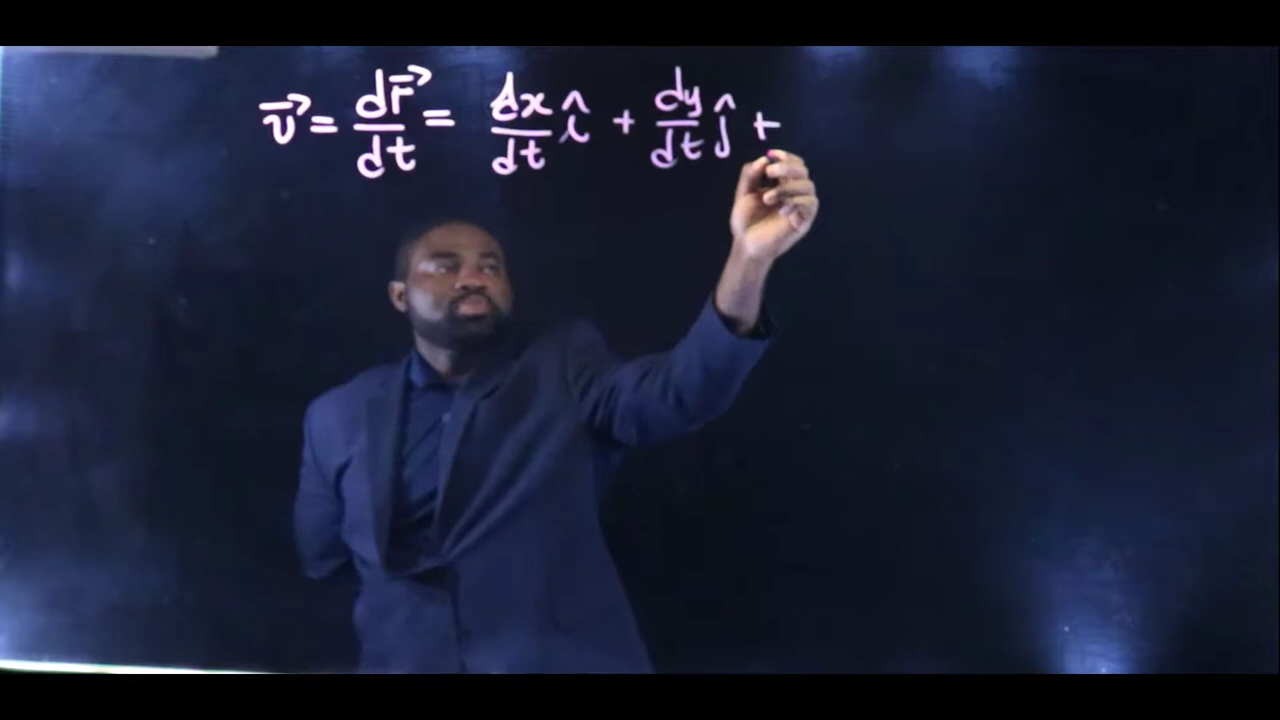 v⃗ = dr⃗/dt = dx/dt î + dy/dt ĵ +